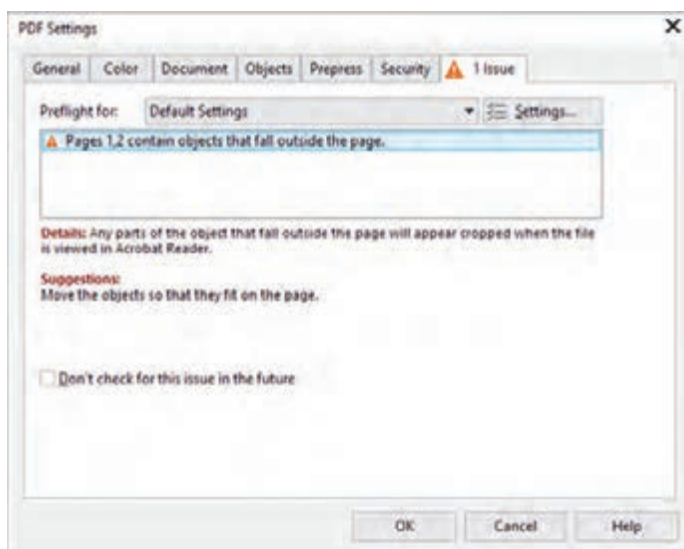 PDF Settings
General Color Document Objects Prepress Security 1 Issue
Preflight for: Default Settings Settings...
Pages 1,2 contain objects that fall outside the page.
Details: Any parts of the object that fall outside the page will appear cropped when the file
is viewed in Acrobat Reader.
Suggestions:
Move the objects so that they fit on the page.
Don't check for this issue in the future
OK Cancel Help